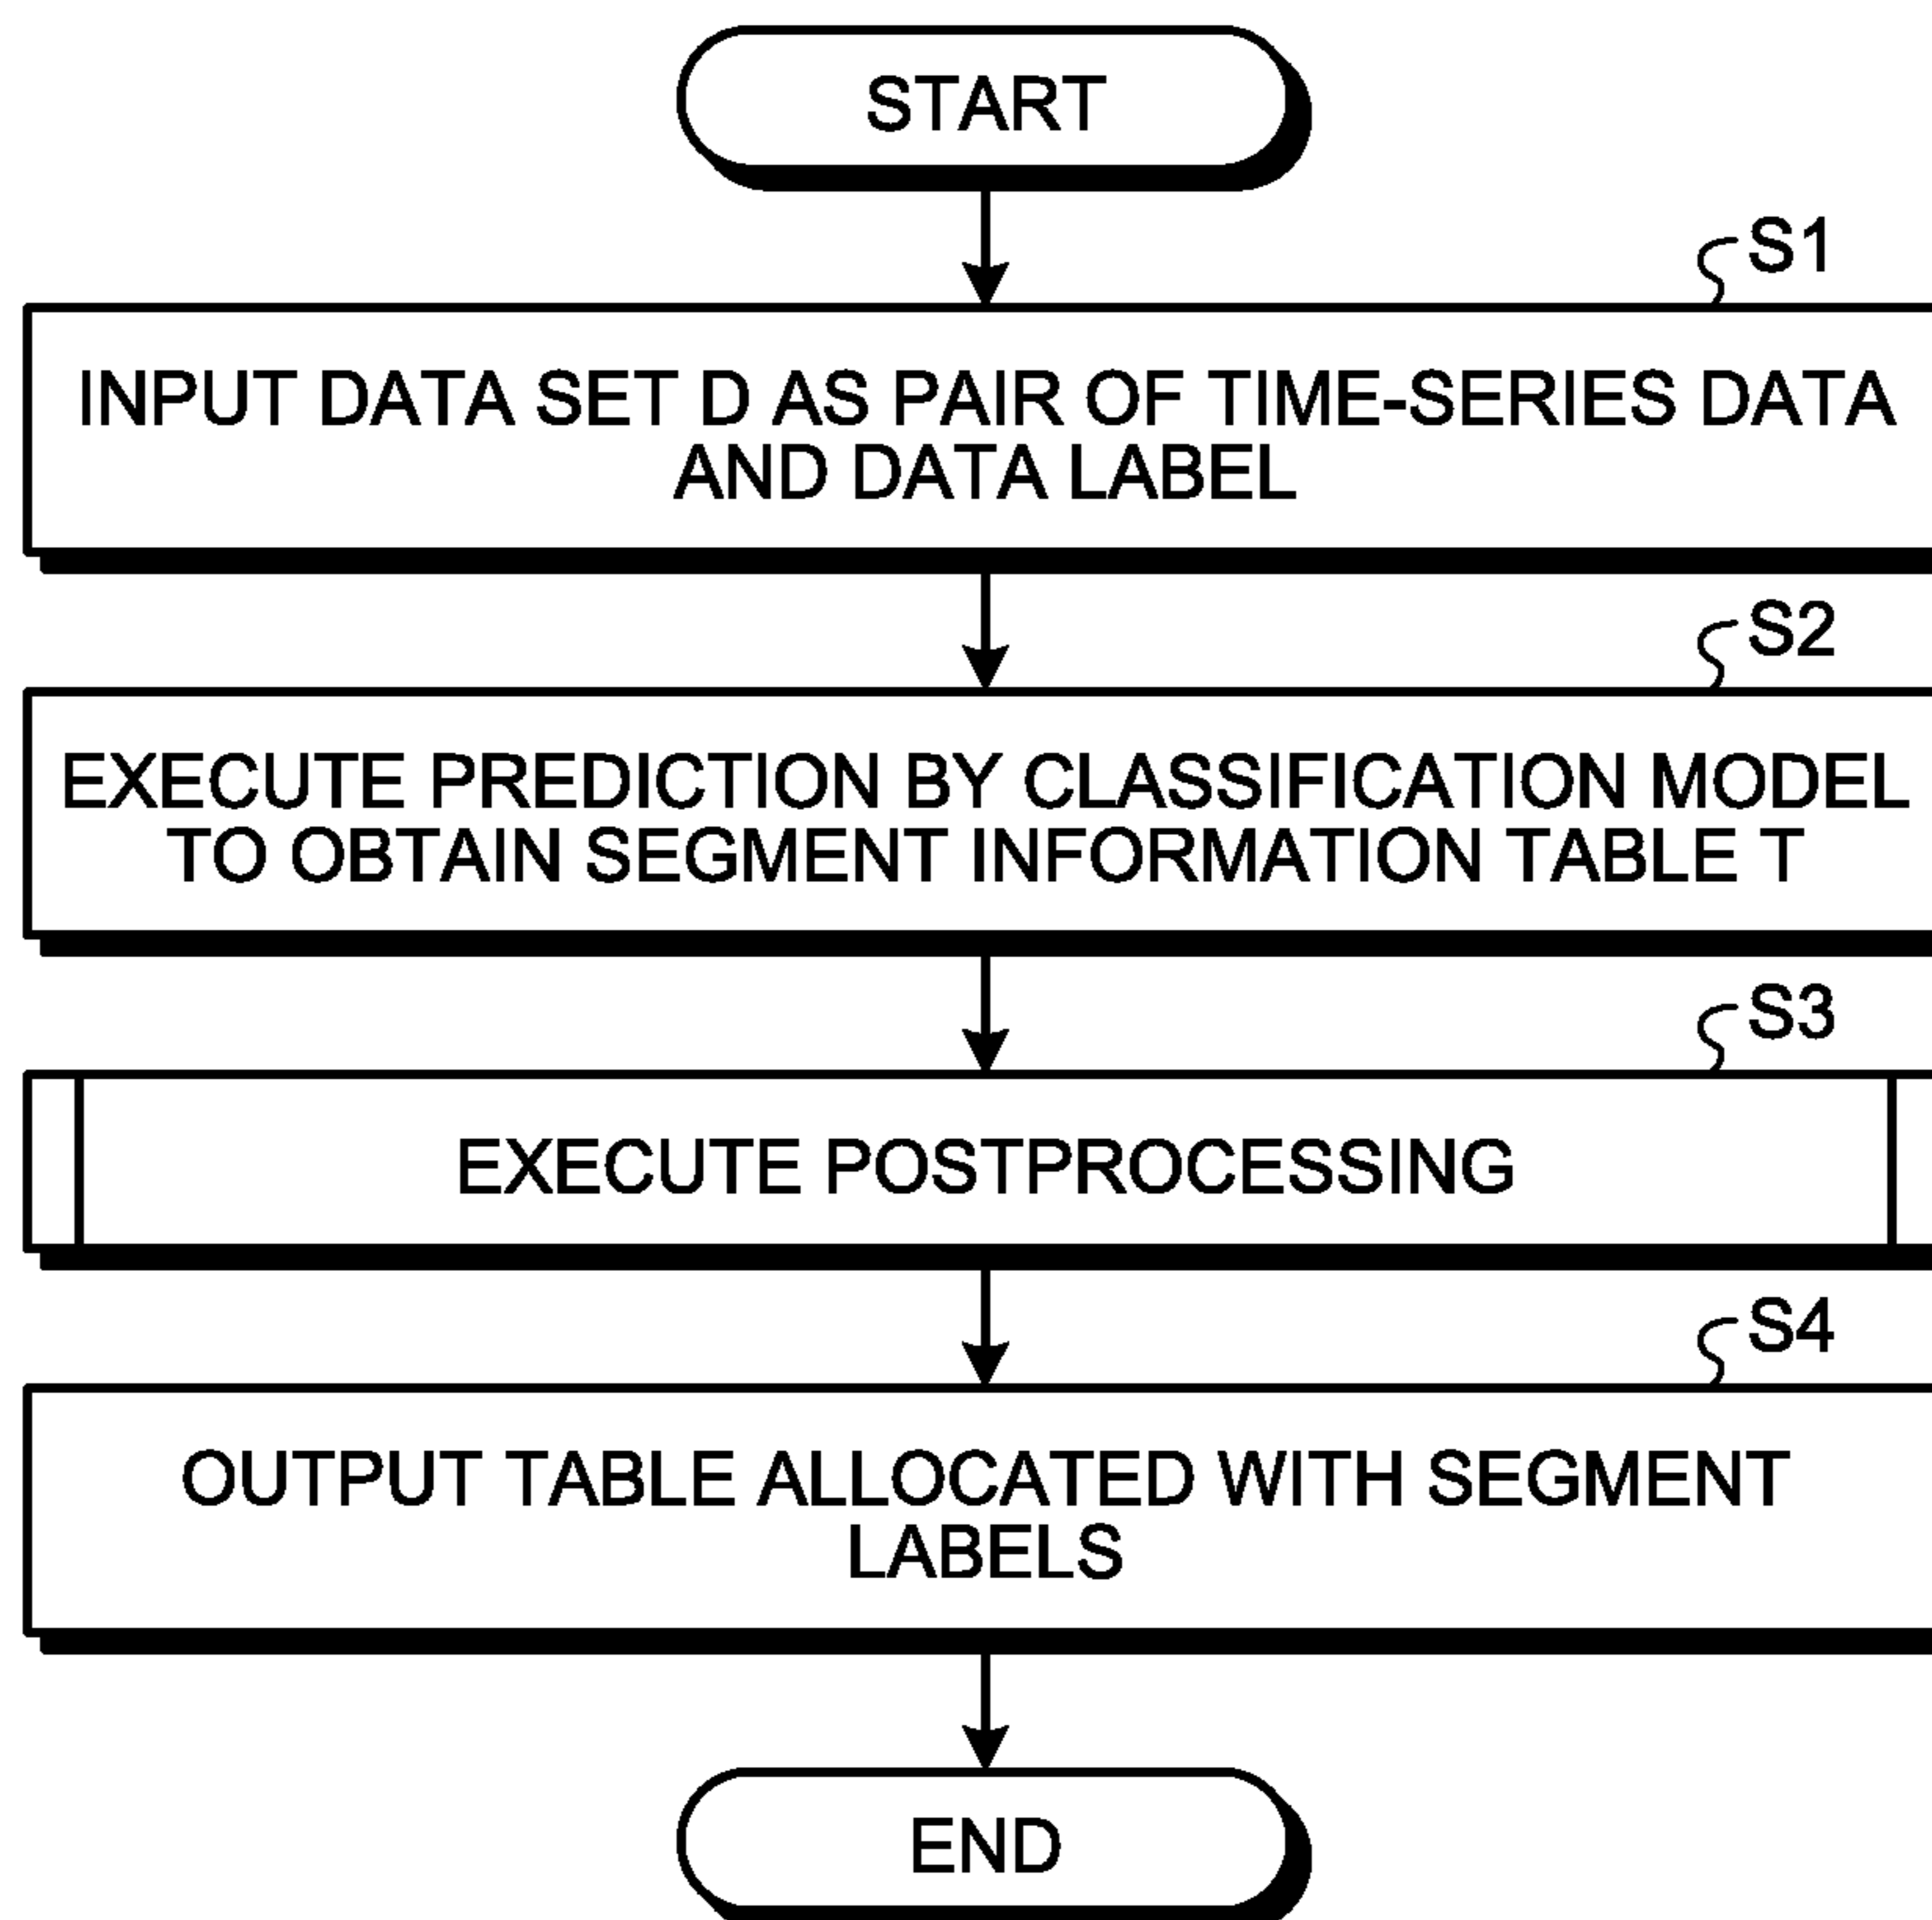 START
S1
INPUT DATA SET D AS PAIR OF TIME-SERIES DATA
AND DATA LABEL
S2
EXECUTE PREDICTION BY CLASSIFICATION MODEL
TO OBTAIN SEGMENT INFORMATION TABLE T
S3
EXECUTE POSTPROCESSING
S4
OUTPUT TABLE ALLOCATED WITH SEGMENT
LABELS
END